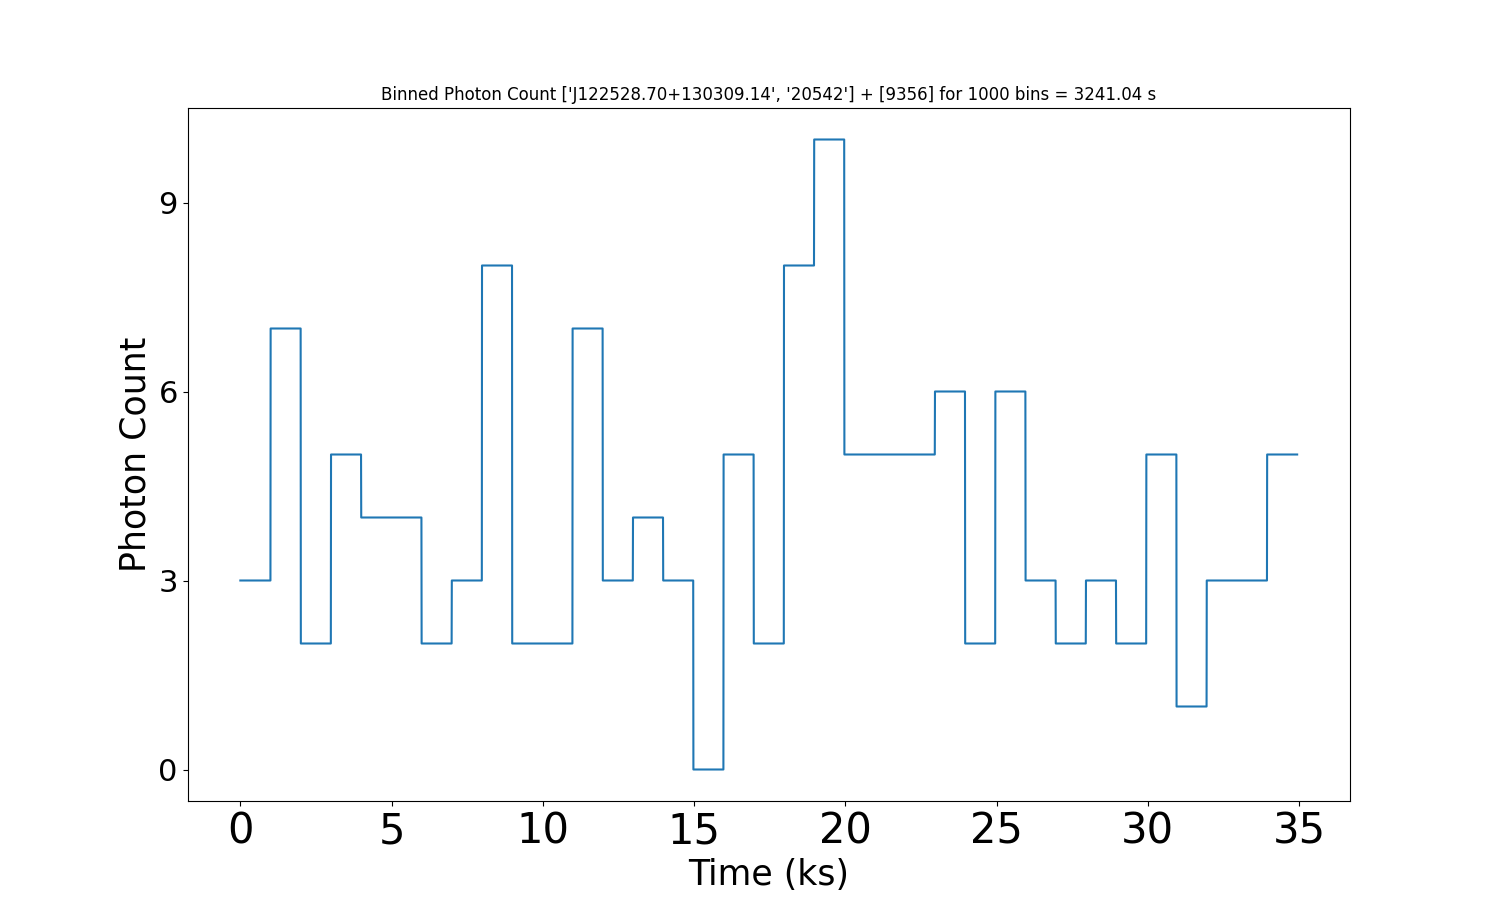 Binned Photon Count ['J122528.70+130309.14', '20542'] + [9356] for 1000 bins = 3241.04 s
9
6
3
0
Photon Count
0 5 10 15 20 25 30 35
Time (ks)